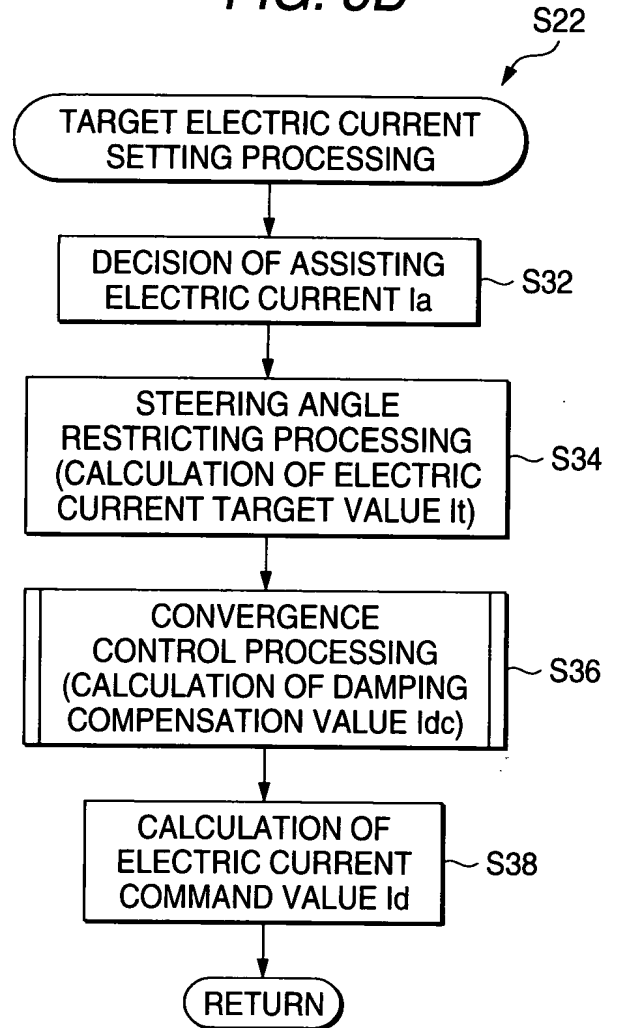 S22
TARGET ELECTRIC CURRENT
SETTING PROCESSING
DECISION OF ASSISTING
ELECTRIC CURRENT Ia
S32
STEERING ANGLE
RESTRICTING PROCESSING
(CALCULATION OF ELECTRIC
CURRENT TARGET VALUE It)
S34
CONVERGENCE
CONTROL PROCESSING
(CALCULATION OF DAMPING
COMPENSATION VALUE Idc)
S36
CALCULATION OF
ELECTRIC CURRENT
COMMAND VALUE Id
S38
RETURN